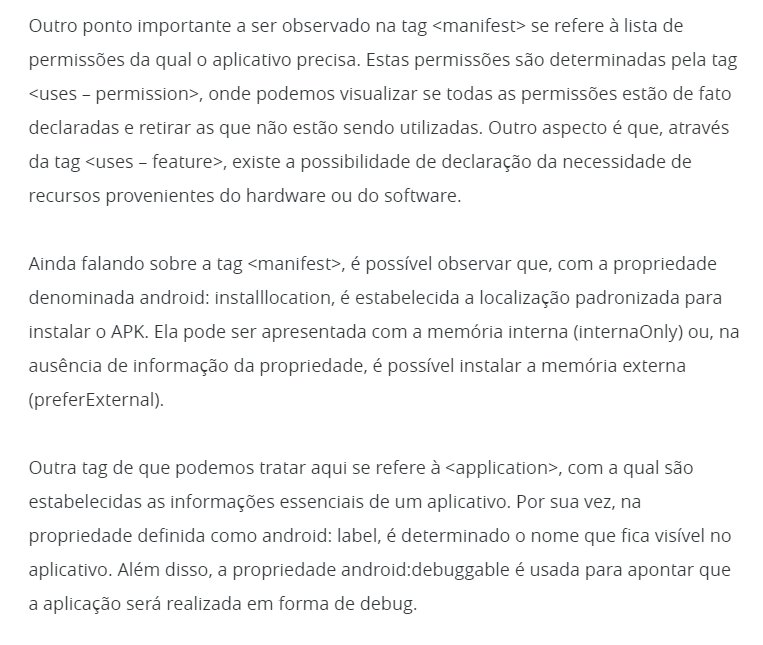 Outro ponto importante a ser observado na tag <manifest> se refere à lista de
permissões da qual o aplicativo precisa. Estas permissões são determinadas pela tag
<uses – permission>, onde podemos visualizar se todas as permissões estão de fato
declaradas e retirar as que não estão sendo utilizadas. Outro aspecto é que, através
da tag <uses – feature>, existe a possibilidade de declaração da necessidade de
recursos provenientes do hardware ou do software.
Ainda falando sobre a tag <manifest>, é possível observar que, com a propriedade
denominada android: installlocation, é estabelecida a localização padronizada para
instalar o APK. Ela pode ser apresentada com a memória interna (internaOnly) ou, na
ausência de informação da propriedade, é possível instalar a memória externa
(preferExternal).
Outra tag de que podemos tratar aqui se refere à <application>, com a qual são
estabelecidas as informações essenciais de um aplicativo. Por sua vez, na
propriedade definida como android: label, é determinado o nome que fica visível no
aplicativo. Além disso, a propriedade android:debuggable é usada para apontar que
a aplicação será realizada em forma de debug.